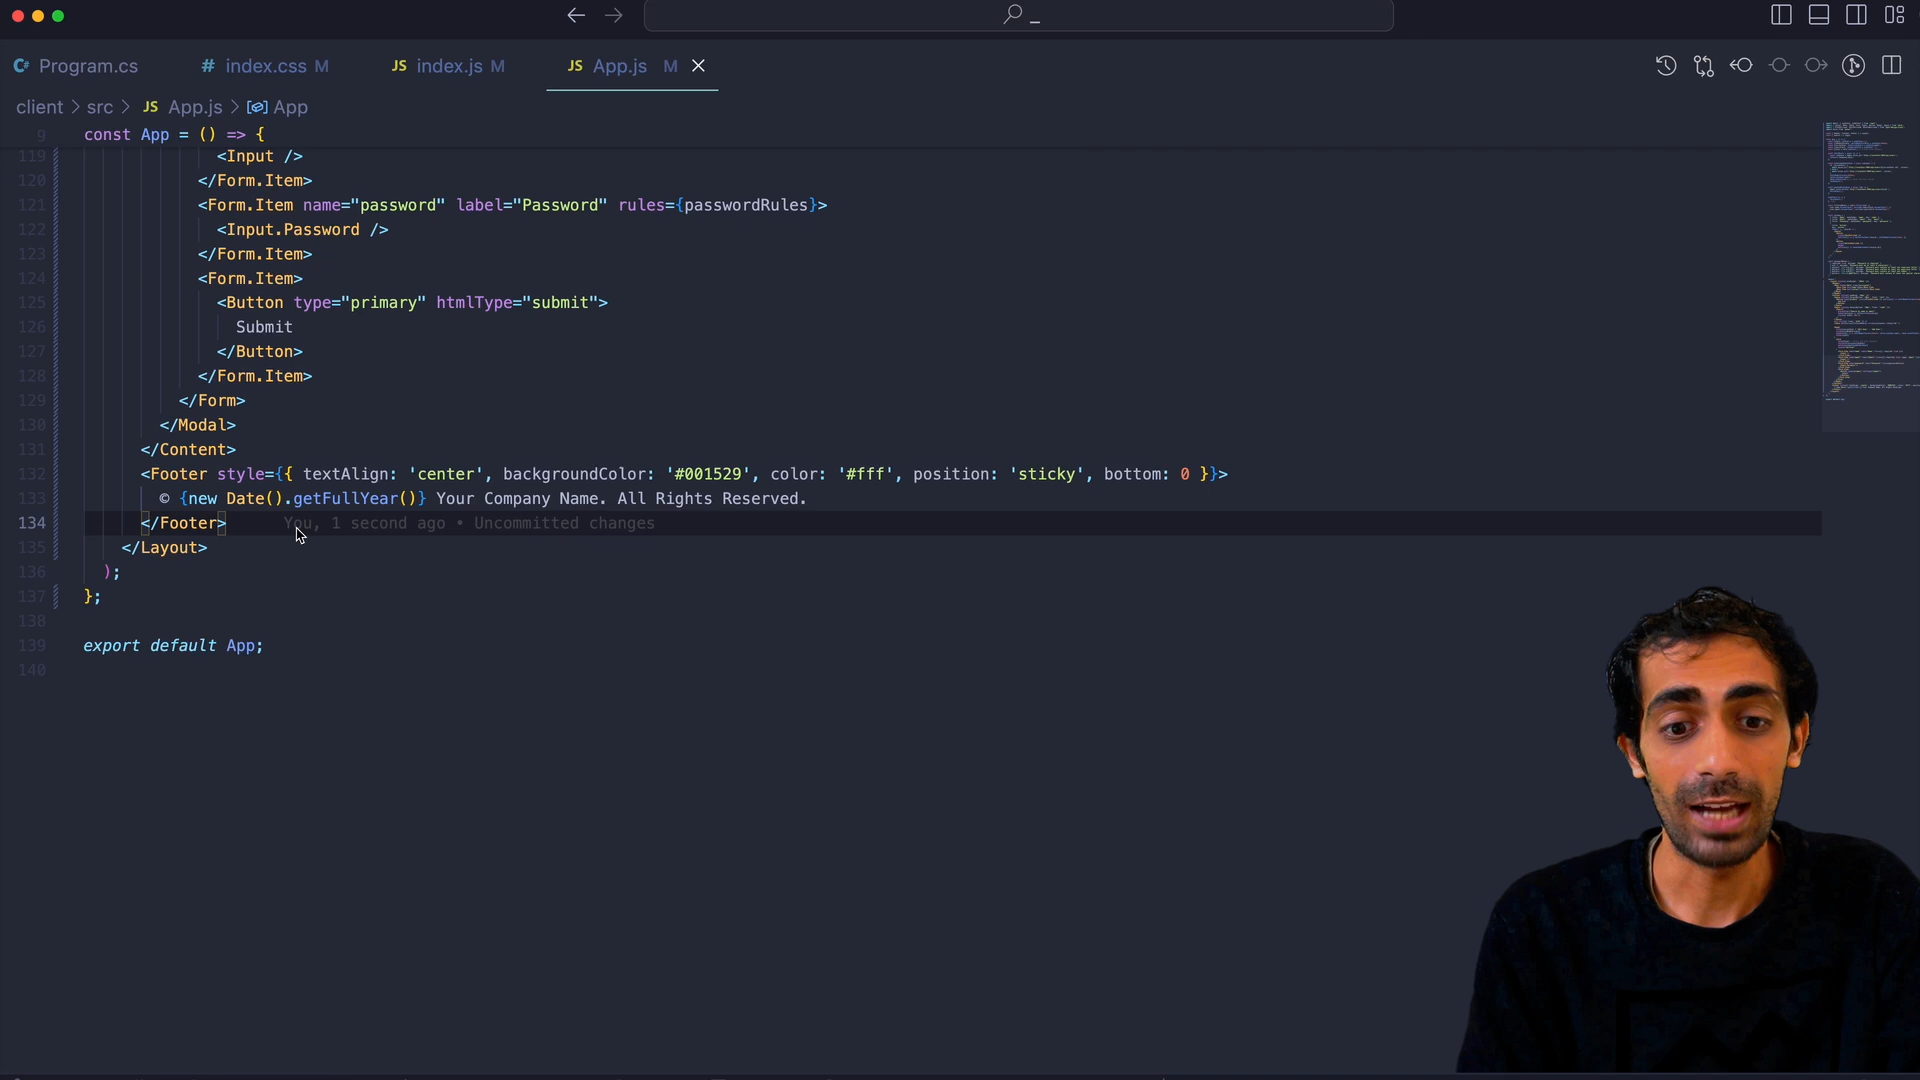 _
C# Program.cs # index.css M JS index.js M JS App.js M
client > src > JS App.js > App
9 const App = () => {
119 <Input />
120 </Form.Item>
121 <Form.Item name="password" label="Password" rules={passwordRules}>
122 <Input.Password />
123 </Form.Item>
124 <Form.Item>
125 <Button type="primary" htmlType="submit">
126 Submit
127 </Button>
128 </Form.Item>
129 </Form>
130 </Modal>
131 </Content>
132 <Footer style={{ textAlign: 'center', backgroundColor: '#001529', color: '#fff', position: 'sticky', bottom: 0 }}>
133 © {new Date().getFullYear()} Your Company Name. All Rights Reserved.
134 </Footer> You, 1 second ago • Uncommitted changes
135 </Layout>
136 );
137 };
138
139 export default App;
140